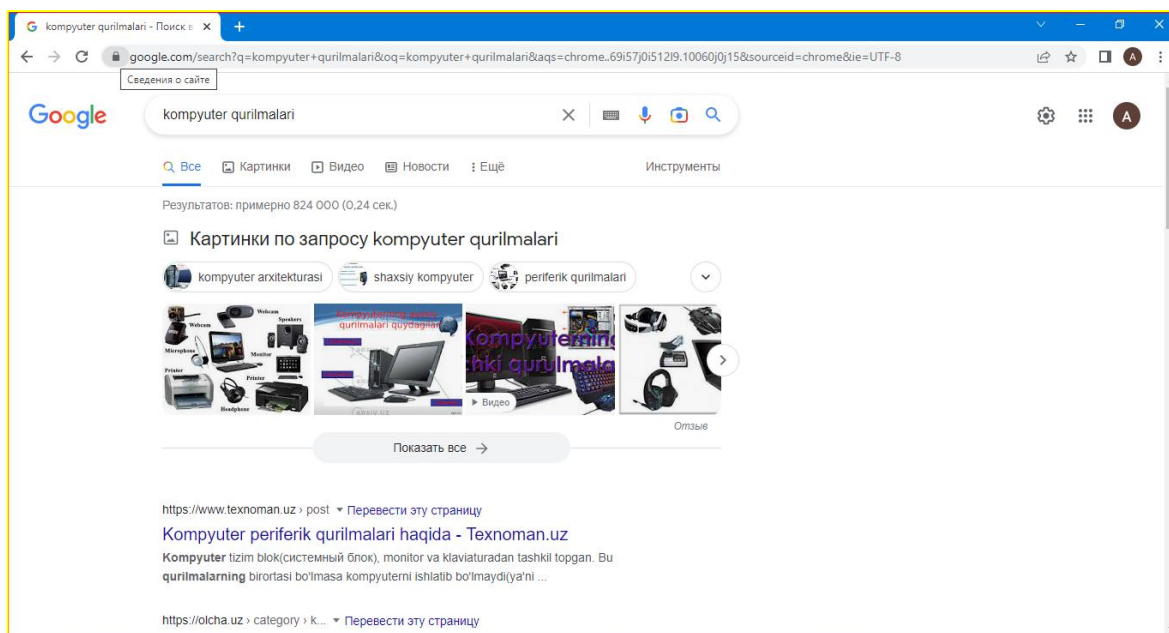 kompyuter qurilmalari - Поиск в
google.com/search?q=kompyuter+qurilmalari&oq=kompyuter+qurilmalari&aqs=chrome..69i57j0i512l9.10060j0j15&sourceid=chrome&ie=UTF-8
A
Сведения о сайте
Google
kompyuter qurilmalari
A
Все Картинки Видео Новости Ещё Инструменты
Результатов: примерно 824 000 (0,24 сек.)
Картинки по запросу kompyuter qurilmalari
kompyuter arxitekturasi shaxsiy kompyuter periferik qurilmalari
Webcam Webcam Speakers
Microphone Monitor
Printer Printer
Headphone
qurilmalari quydagilar
Kompyuterning
Видео
Отзыв
Показать все
https://www.texnoman.uz › post Перевести эту страницу
Kompyuter periferik qurilmalari haqida - Texnoman.uz
Kompyuter tizim blok(системный блок), monitor va klaviaturadan tashkil topgan. Bu
qurilmalarning birortasi bo'lmasa kompyuterni ishlatib bo'lmaydi(ya'ni ...
https://olcha.uz › category › k... Перевести эту страницу